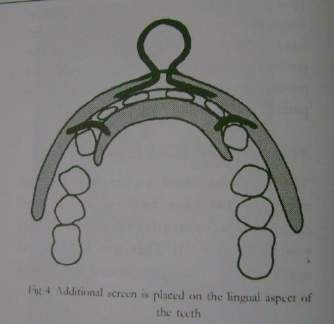 Fig 4 Additional screen is placed on the lingual aspect of
the teeth